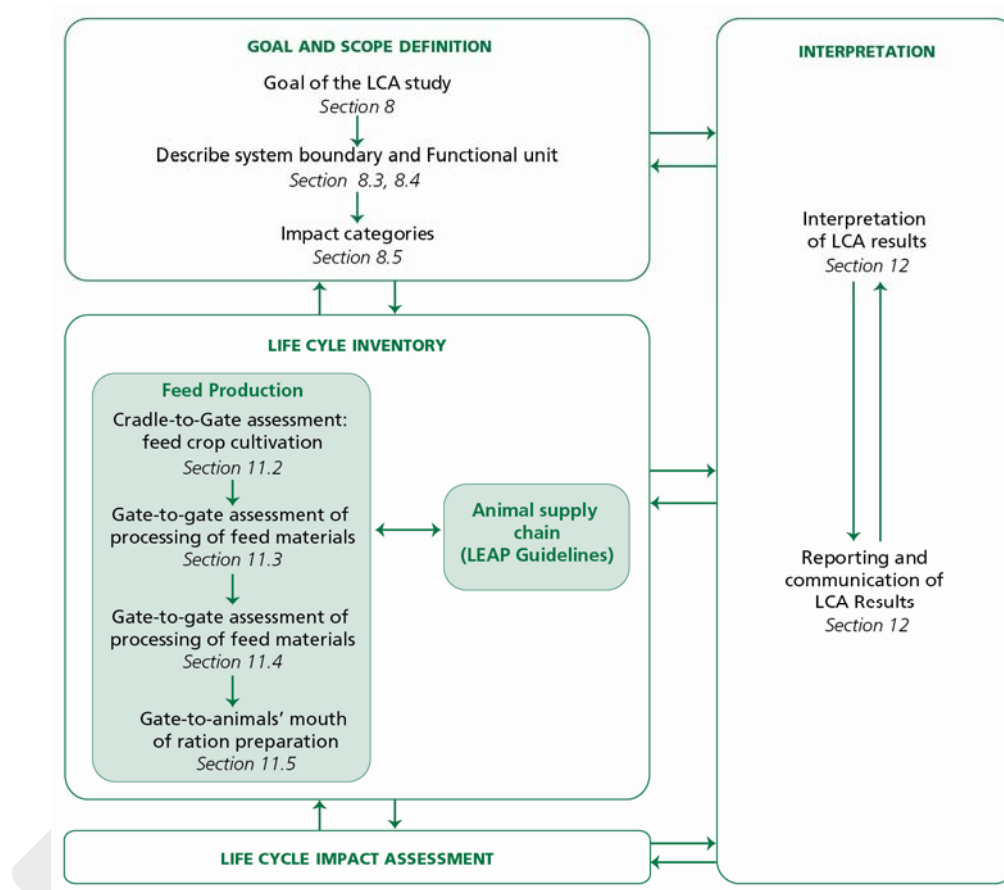 GOAL AND SCOPE DEFINITION
Goal of the LCA study
Section 8
Describe system boundary and Functional unit
Section 8.3, 8.4
Impact categories
Section 8.5
LIFE CYLE INVENTORY
Feed Production
Cradle-to-Gate assessment:
feed crop cultivation
Section 11.2
Gate-to-gate assessment of
processing of feed materials
Section 11.3
Gate-to-gate assessment of
processing of feed materials
Section 11.4
Gate-to-animals’ mouth
of ration preparation
Section 11.5
Animal supply
chain
(LEAP Guidelines)
LIFE CYCLE IMPACT ASSESSMENT
INTERPRETATION
Interpretation
of LCA results
Section 12
Reporting and
communication of
LCA Results
Section 12